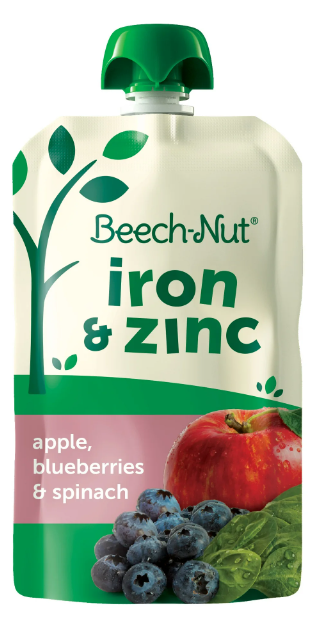 Beech-Nut®
iron
& zinc
apple,
blueberries
& spinach